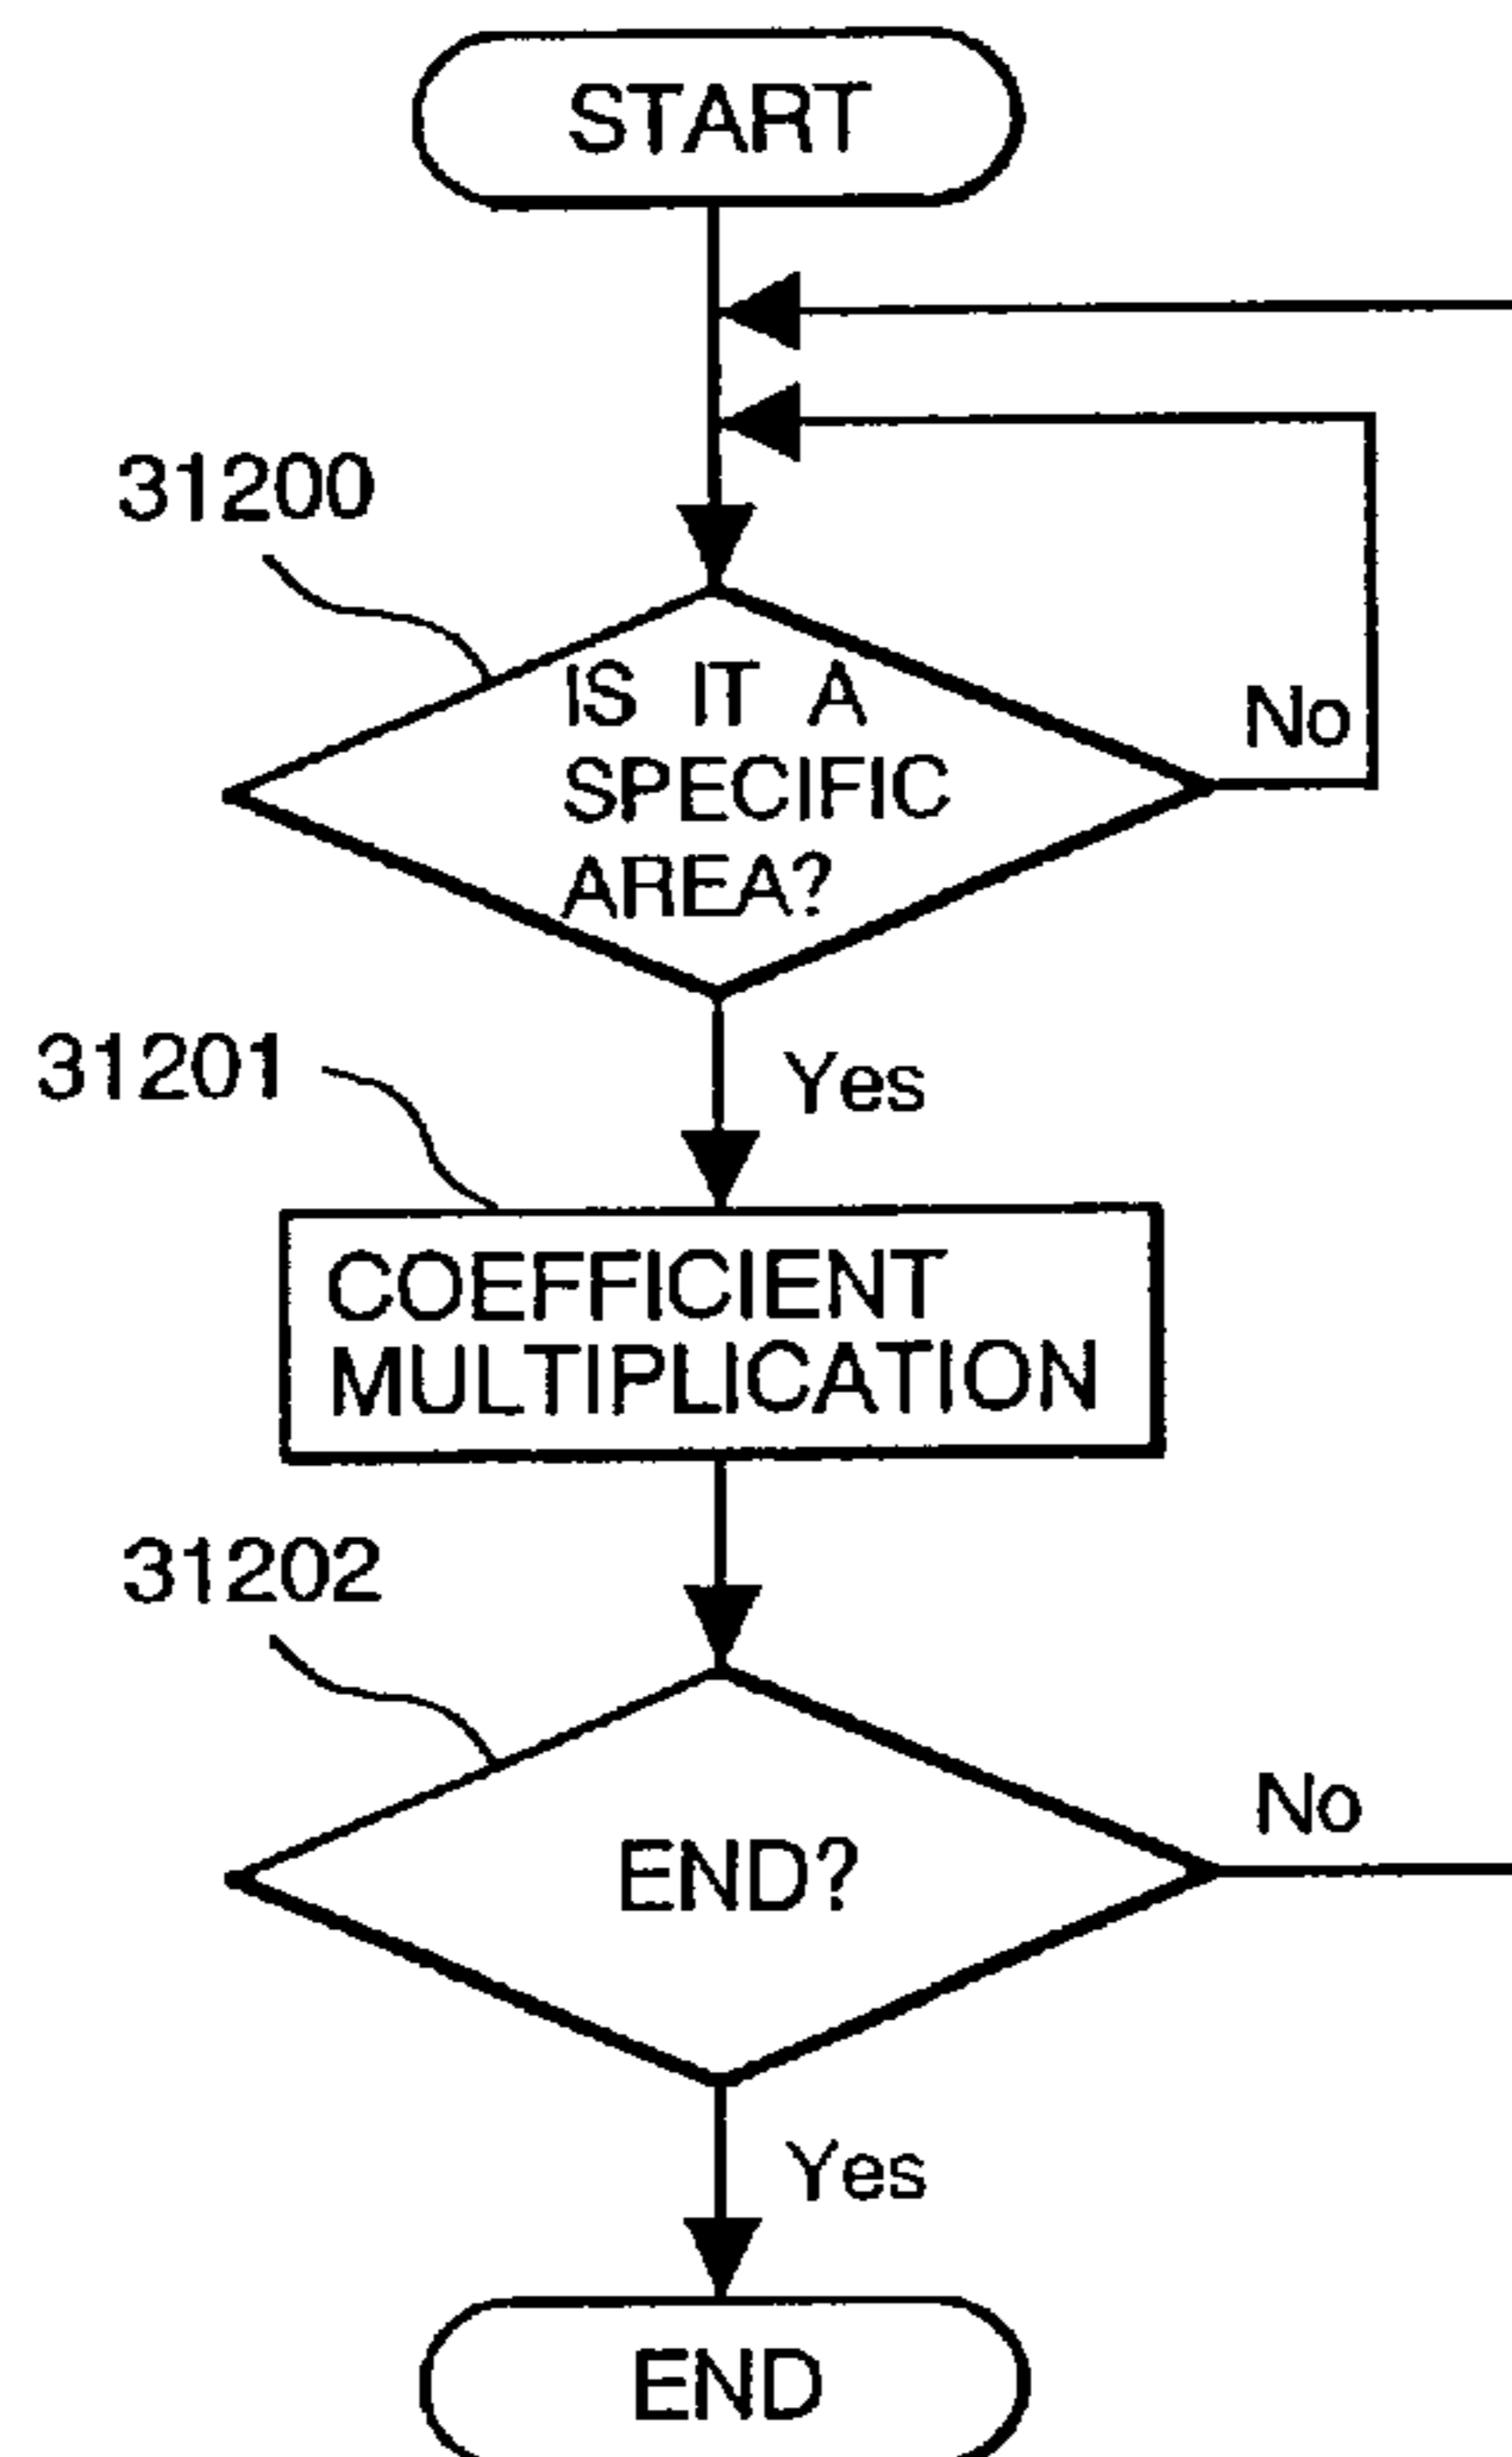 START
31200
IS IT A
SPECIFIC
AREA?
No
31201
Yes
COEFFICIENT
MULTIPLICATION
31202
No
END?
Yes
END